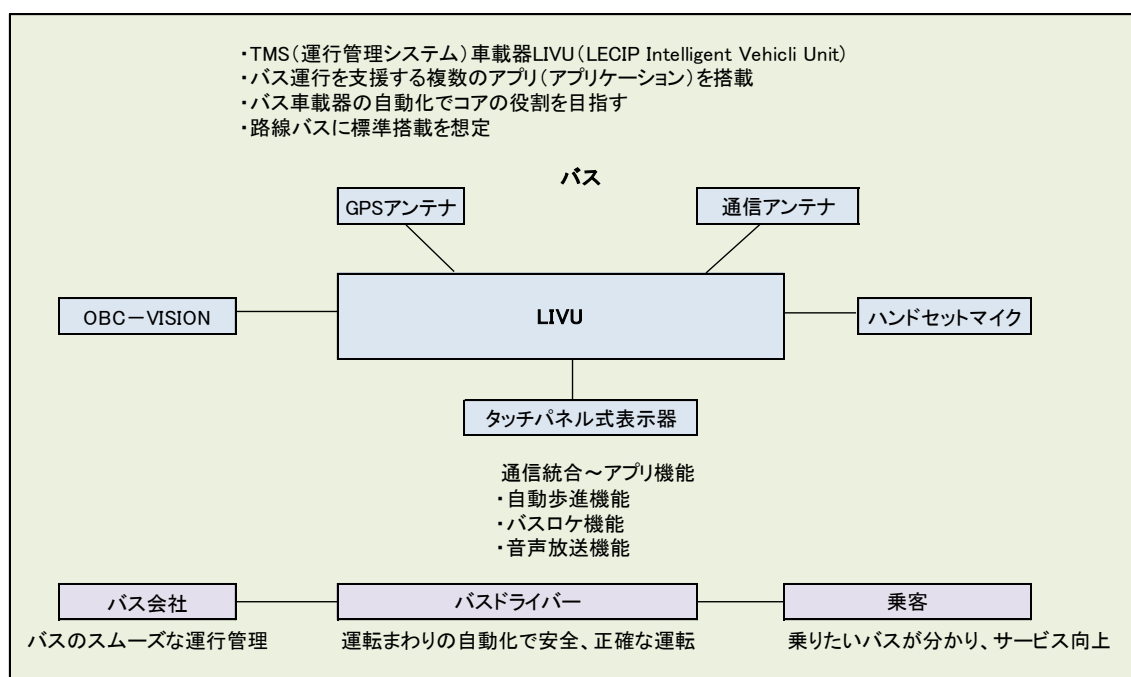 ・TMS(運行管理システム)車載器LIVU(LECIP Intelligent Vehicli Unit)
・バス運行を支援する複数のアプリ(アプリケーション)を搭載
・バス車載器の自動化でコアの役割を目指す
・路線バスに標準搭載を想定
バス
GPSアンテナ
通信アンテナ
OBC－VISION
LIVU
ハンドセットマイク
タッチパネル式表示器
通信統合～アプリ機能
・自動歩進機能
・バスロケ機能
・音声放送機能
バス会社
バスドライバー
乗客
バスのスムーズな運行管理
運転まわりの自動化で安全、正確な運転
乗りたいバスが分かり、サービス向上